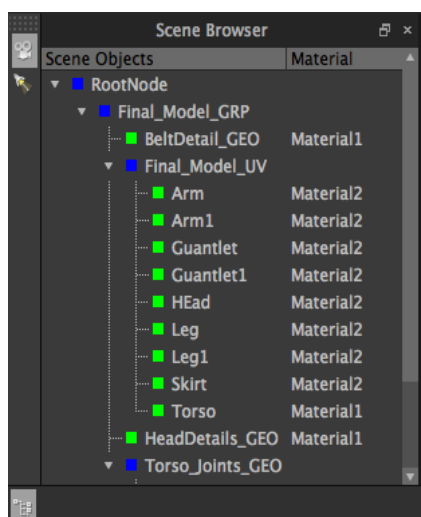 Scene Browser
Scene Objects Material
RootNode
Final_Model_GRP
BeltDetail_GEO Material1
Final_Model_UV
Arm Material2
Arm1 Material2
Guantlet Material2
Guantlet1 Material2
HEad Material2
Leg Material2
Leg1 Material2
Skirt Material2
Torso Material1
HeadDetails_GEO Material1
Torso_Joints_GEO